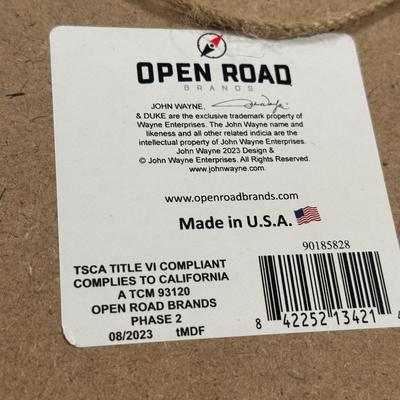 OPEN ROAD
BRANDS
JOHN WAYNE, John Wayne
& DUKE are the exclusive trademark property of
Wayne Enterprises. The John Wayne name and
likeness and all other related indicia are the
intellectual property of Wayne Enterprises.
John Wayne 2023 Design &
© John Wayne Enterprises. All Rights Reserved.
www.johnwayne.com
www.openroadbrands.com
Made in U.S.A.
90185828
TSCA TITLE VI COMPLIANT
COMPLIES TO CALIFORNIA
A TCM 93120
OPEN ROAD BRANDS
PHASE 2
08/2023 tMDF
8 42252 13421